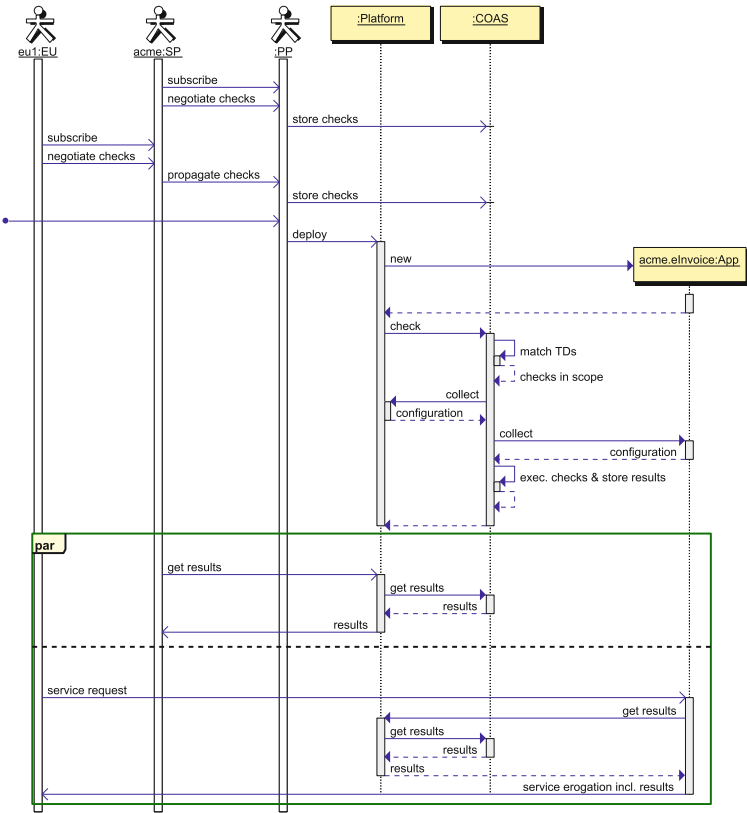 eu1:EU
acme:SP
:PP
:Platform
:COAS
subscribe
negotiate checks
store checks
subscribe
negotiate checks
propagate checks
store checks
deploy
new
acme.eInvoice:App
check
match TDs
checks in scope
collect
configuration
collect
configuration
exec. checks & store results
par
get results
get results
results
results
service request
get results
get results
results
results
service erogation incl. results